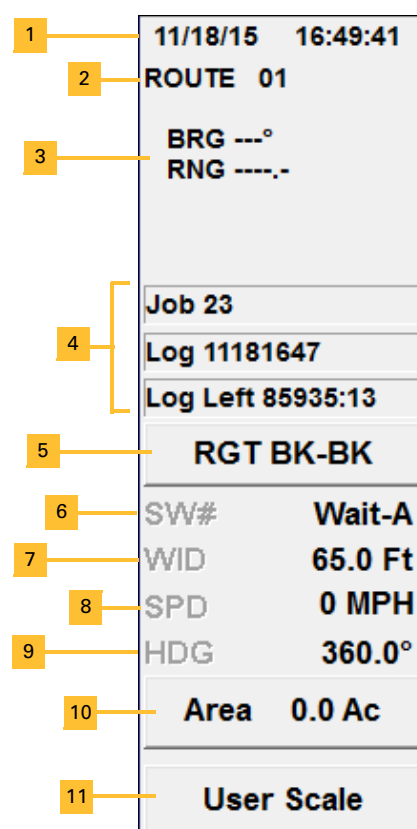 1 11/18/15 16:49:41
2 ROUTE 01
3 BRG ---°
RNG ----.-
4 Job 23
Log 11181647
Log Left 85935:13
5 RGT BK-BK
6 SW# Wait-A
7 WID 65.0 Ft
8 SPD 0 MPH
9 HDG 360.0°
10 Area 0.0 Ac
11 User Scale